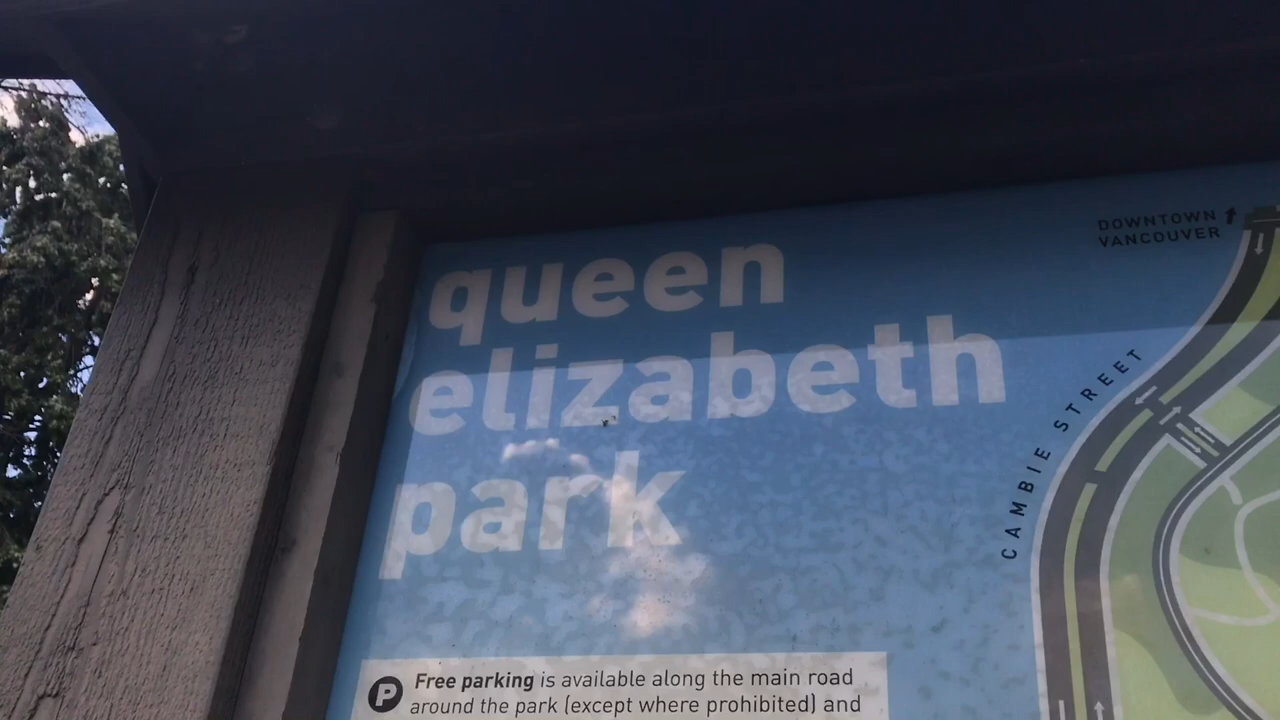 queen
elizabeth
park
DOWNTOWN
VANCOUVER
CAMBIE STREET
P
Free parking is available along the main road
around the park (except where prohibited) and